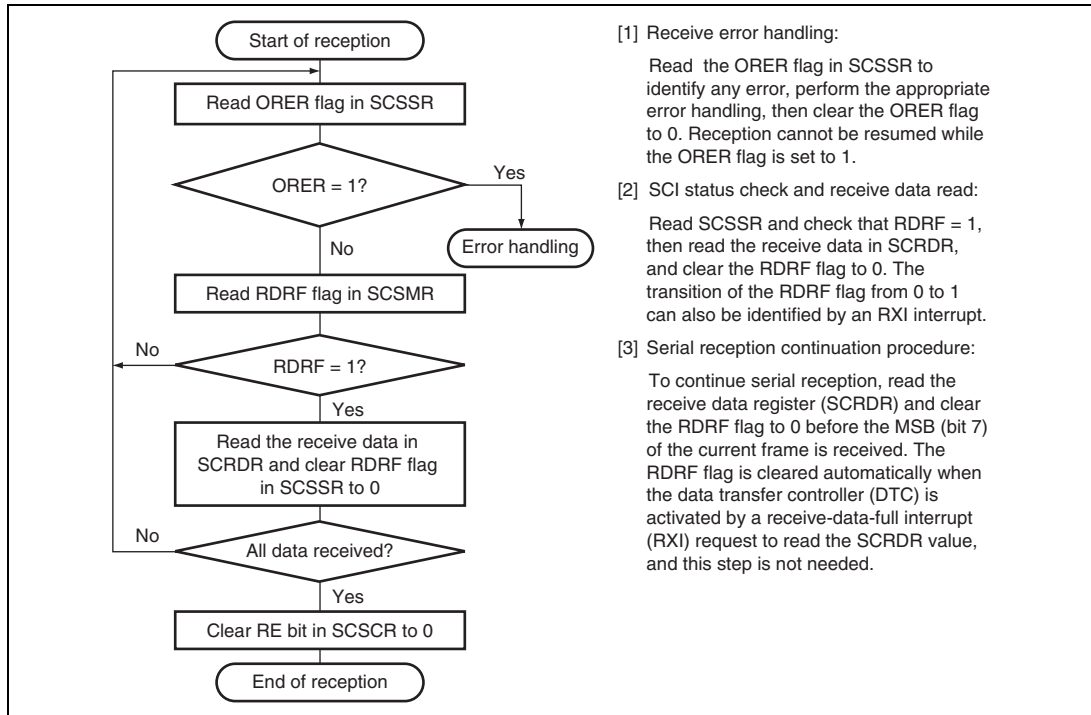 Start of reception
Read ORER flag in SCSSR
ORER = 1?
Yes
Error handling
No
Read RDRF flag in SCSMR
No
RDRF = 1?
Yes
Read the receive data in
SCRDR and clear RDRF flag
in SCSSR to 0
No
All data received?
Yes
Clear RE bit in SCSCR to 0
End of reception
[1] Receive error handling:
Read the ORER flag in SCSSR to
identify any error, perform the appropriate
error handling, then clear the ORER flag
to 0. Reception cannot be resumed while
the ORER flag is set to 1.
[2] SCI status check and receive data read:
Read SCSSR and check that RDRF = 1,
then read the receive data in SCRDR,
and clear the RDRF flag to 0. The
transition of the RDRF flag from 0 to 1
can also be identified by an RXI interrupt.
[3] Serial reception continuation procedure:
To continue serial reception, read the
receive data register (SCRDR) and clear
the RDRF flag to 0 before the MSB (bit 7)
of the current frame is received. The
RDRF flag is cleared automatically when
the data transfer controller (DTC) is
activated by a receive-data-full interrupt
(RXI) request to read the SCRDR value,
and this step is not needed.